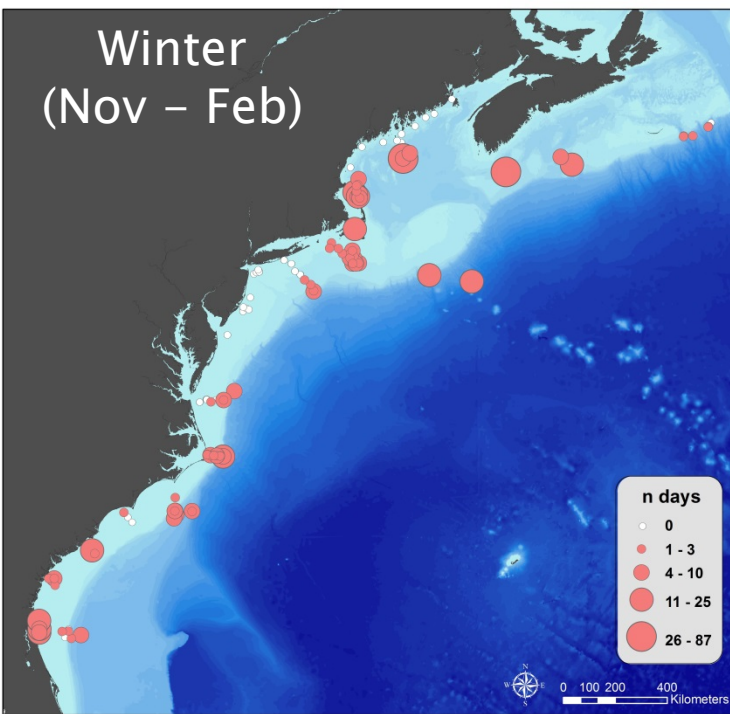 Winter
(Nov – Feb)
n days
0
1 - 3
4 - 10
11 - 25
26 - 87
N
W E
S
0 100 200 400
Kilometers